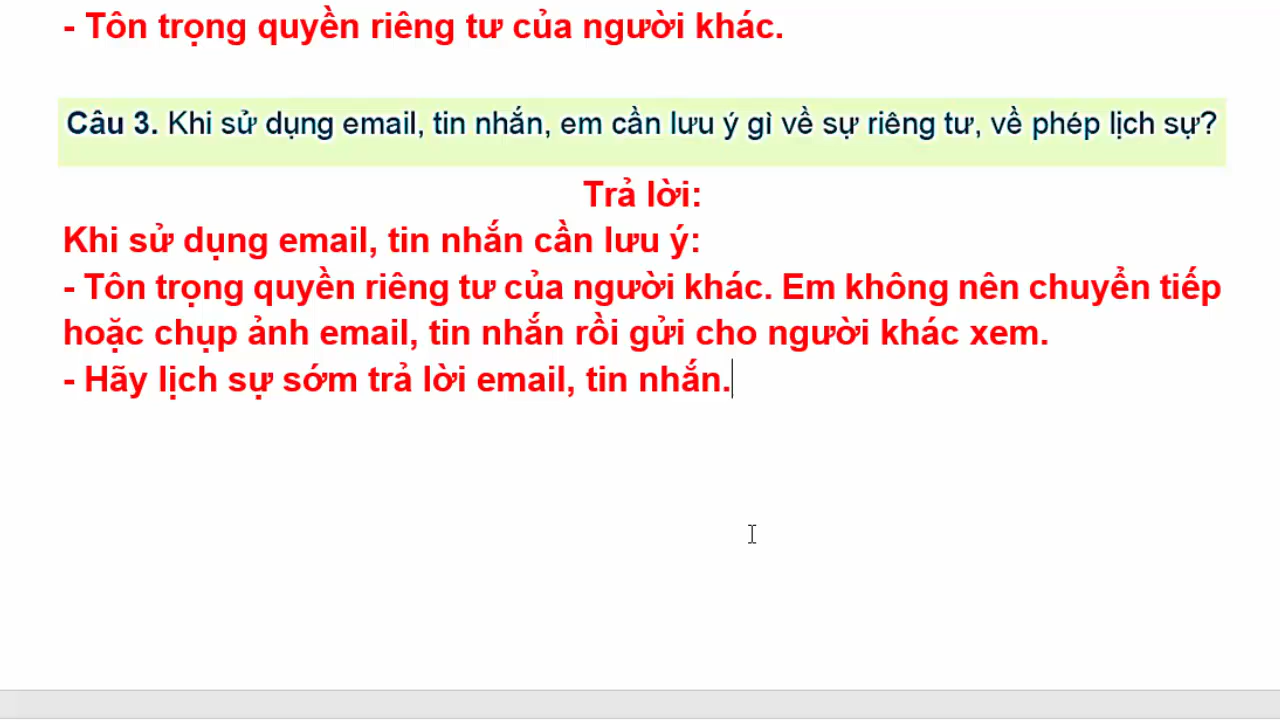 - Tôn trọng quyền riêng tư của người khác.
Câu 3. Khi sử dụng email, tin nhắn, em cần lưu ý gì về sự riêng tư, về phép lịch sự?
Trả lời:
Khi sử dụng email, tin nhắn cần lưu ý:
- Tôn trọng quyền riêng tư của người khác. Em không nên chuyển tiếp
hoặc chụp ảnh email, tin nhắn rồi gửi cho người khác xem.
- Hãy lịch sự sớm trả lời email, tin nhắn.